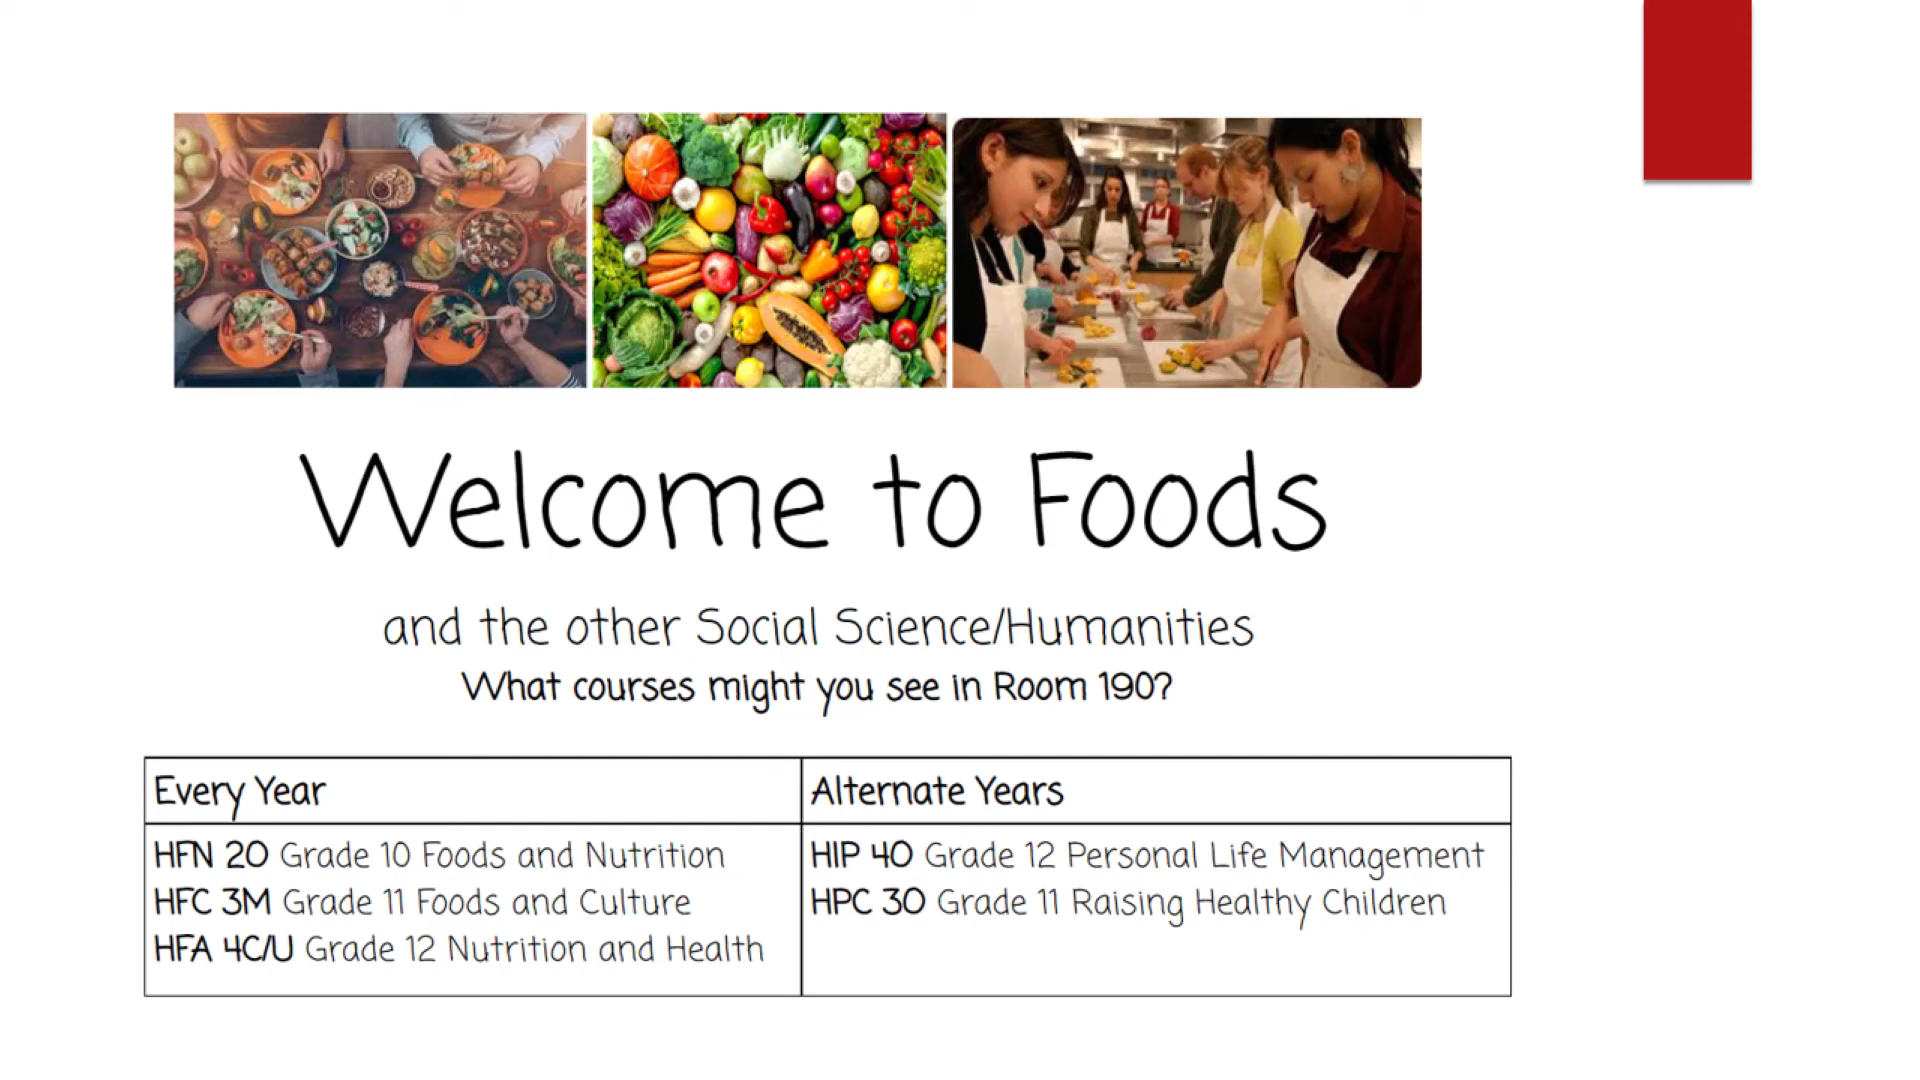 Welcome to Foods
and the other Social Science/Humanities
What courses might you see in Room 190?
Every Year
HFN 2O Grade 10 Foods and Nutrition
HFC 3M Grade 11 Foods and Culture
HFA 4C/U Grade 12 Nutrition and Health
Alternate Years
HIP 4O Grade 12 Personal Life Management
HPC 3O Grade 11 Raising Healthy Children